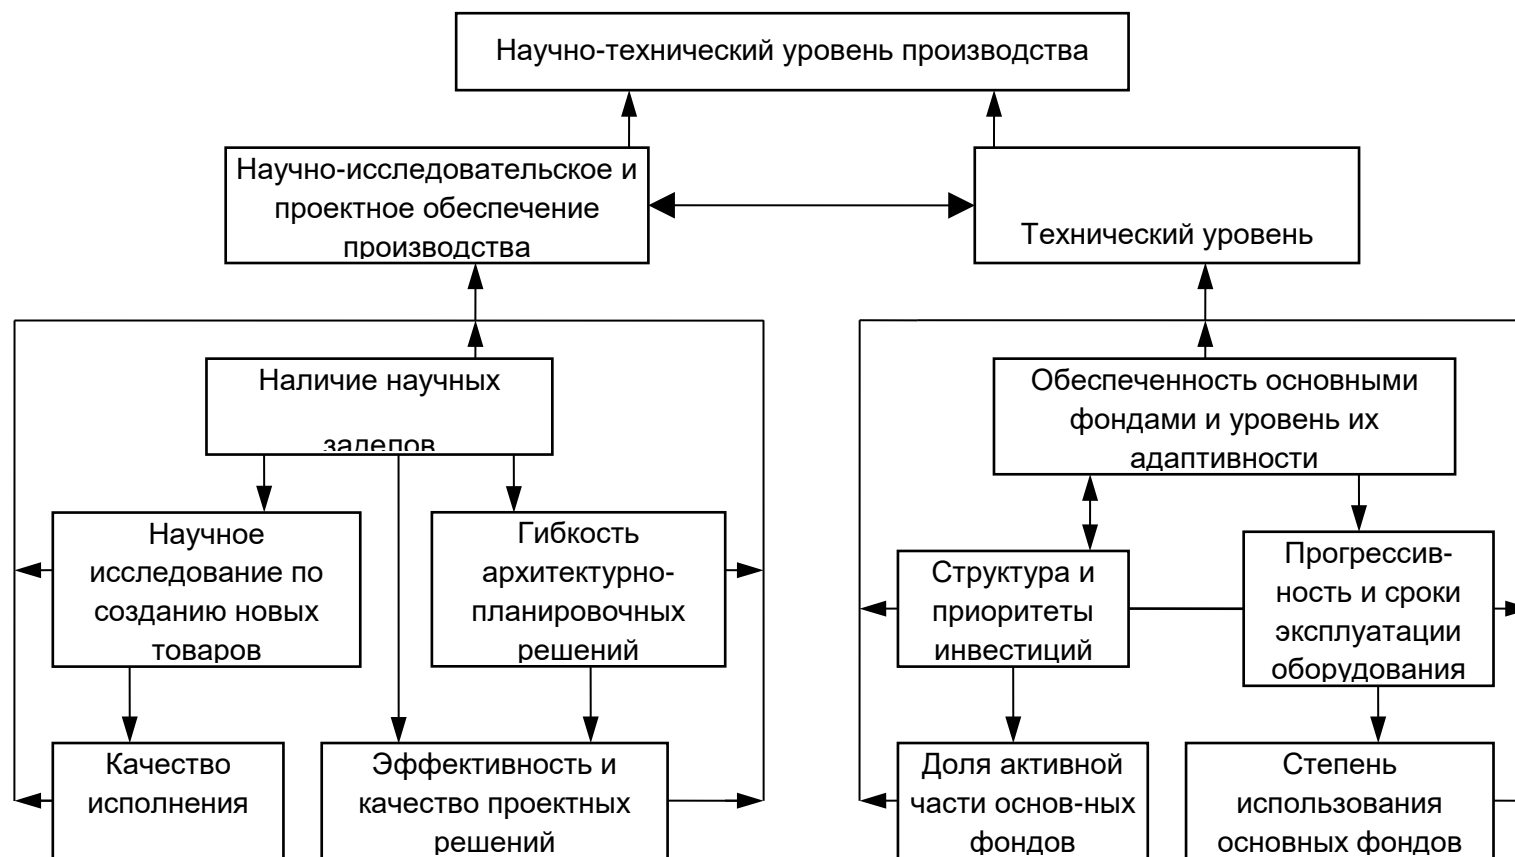 Научно-технический уровень производства
Научно-исследовательское и
проектное обеспечение
производства
Технический уровень
Наличие научных
заделов
Обеспеченность основными
фондами и уровень их
адаптивности
Научное
исследование по
созданию новых
товаров
Гибкость
архитектурно-
планировочных
решений
Структура и
приоритеты
инвестиций
Прогрессив-
ность и сроки
эксплуатации
оборудования
Качество
исполнения
Эффективность и
качество проектных
решений
Доля активной
части основ-ных
фондов
Степень
использования
основных фондов